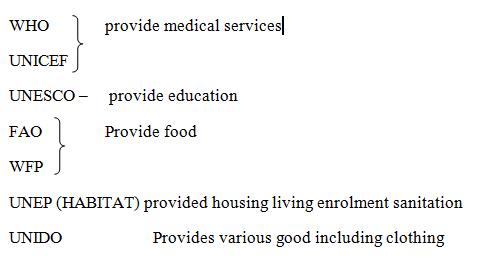 WHO provide medical services
UNICEF
UNESCO – provide education
FAO Provide food
WFP
UNEP (HABITAT) provided housing living enrolment sanitation
UNIDO Provides various good including clothing